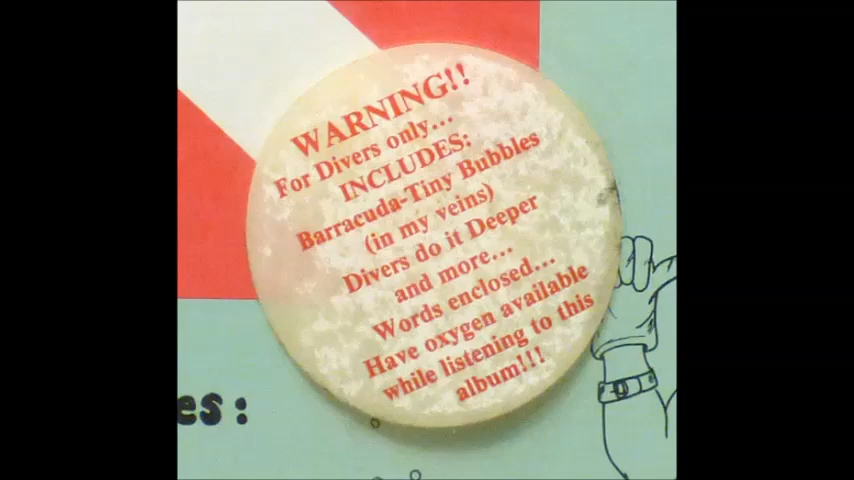 WARNING!!
For Divers only...
INCLUDES:
Barracuda-Tiny Bubbles
(in my veins)
Divers do it Deeper
and more...
Words enclosed...
Have oxygen available
while listening to this
album!!!
es: